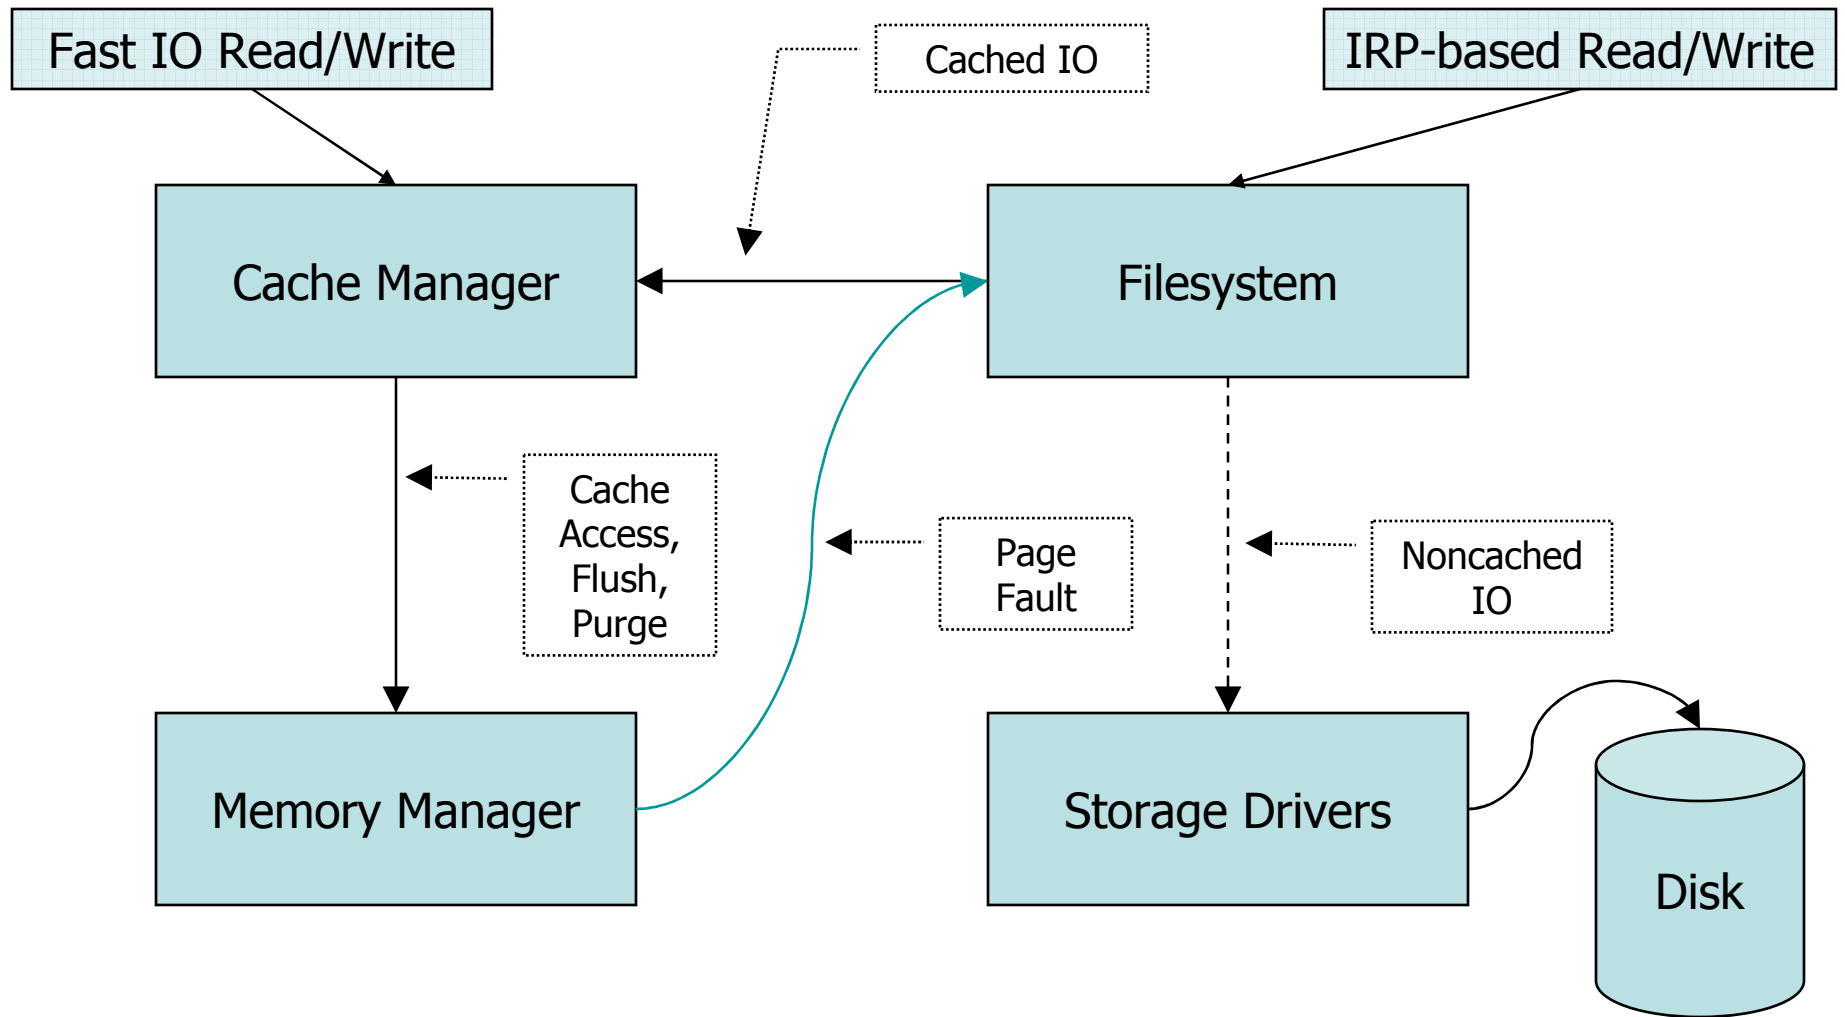 Fast IO Read/Write
Cached IO
IRP-based Read/Write
Cache Manager
Filesystem
Cache
Access,
Flush,
Purge
Page
Fault
Noncached
IO
Memory Manager
Storage Drivers
Disk